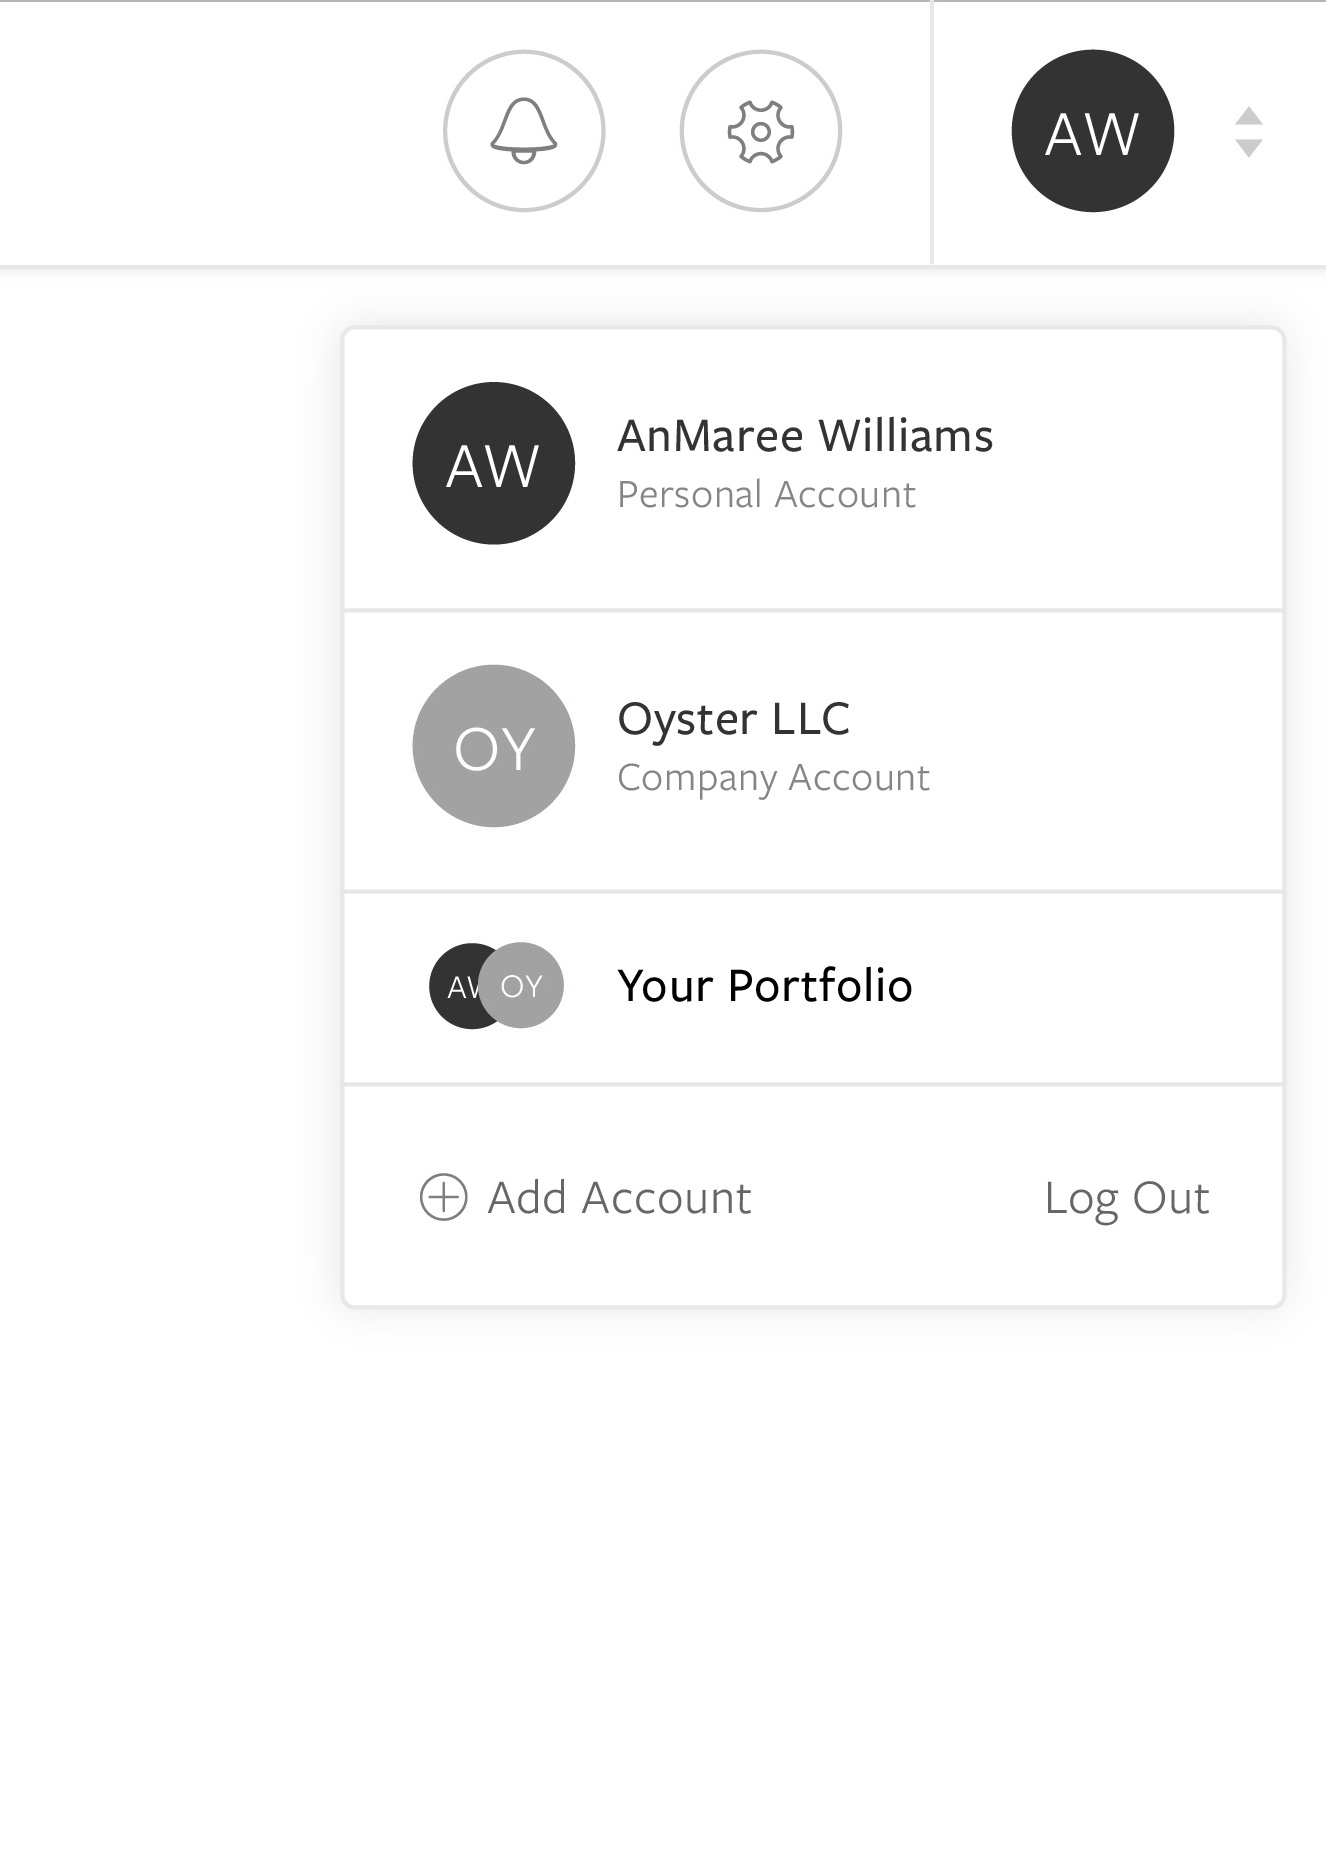 AW
AW
AnMaree Williams
Personal Account
OY
Oyster LLC
Company Account
AW
OY
Your Portfolio
Add Account
Log Out